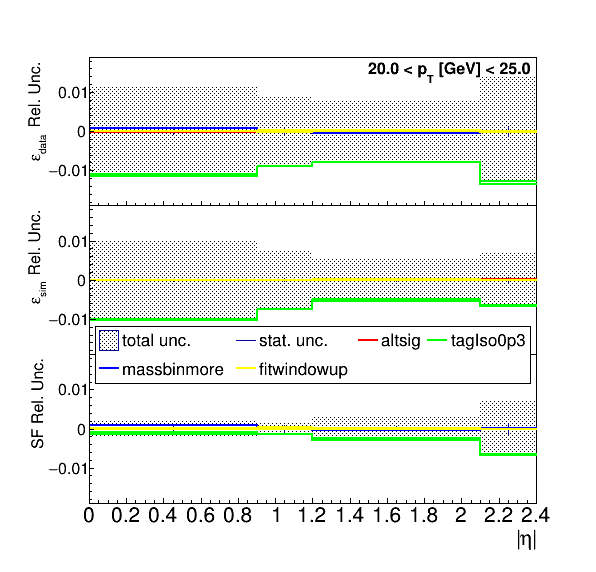 20.0 < p_T [GeV] < 25.0
ε_data Rel. Unc.
0.01
0
−0.01
ε_sim Rel. Unc.
0.01
0
−0.01
total unc. stat. unc. altsig tagIso0p3
massbinmore fitwindowup
SF Rel. Unc.
0.01
0
−0.01
0 0.2 0.4 0.6 0.8 1 1.2 1.4 1.6 1.8 2 2.2 2.4
|η|